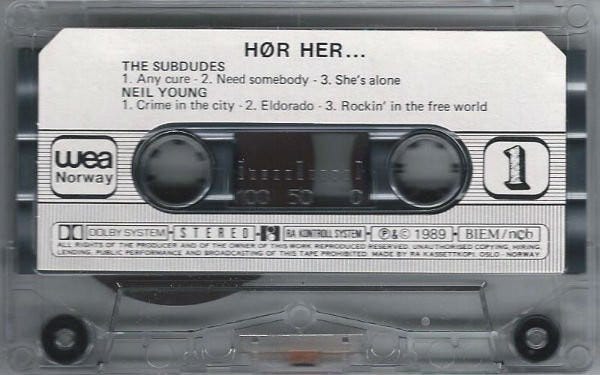 HØR HER...
THE SUBDUDES
1. Any cure - 2. Need somebody - 3. She's alone
NEIL YOUNG
1. Crime in the city - 2. Eldorado - 3. Rockin' in the free world
wea
Norway
100 50 0
1
DOLBY SYSTEM - STEREO - RA KONTROLL SYSTEM - ℗ & © 1989 - BIEM/ncb
ALL RIGHTS OF THE PRODUCER AND OF THE OWNER OF THIS WORK REPRODUCED RESERVED. UNAUTHORISED COPYING, HIRING,
LENDING, PUBLIC PERFORMANCE AND BROADCASTING OF THIS TAPE PROHIBITED. MADE BY RA KASSETTKOPI, OSLO - NORWAY